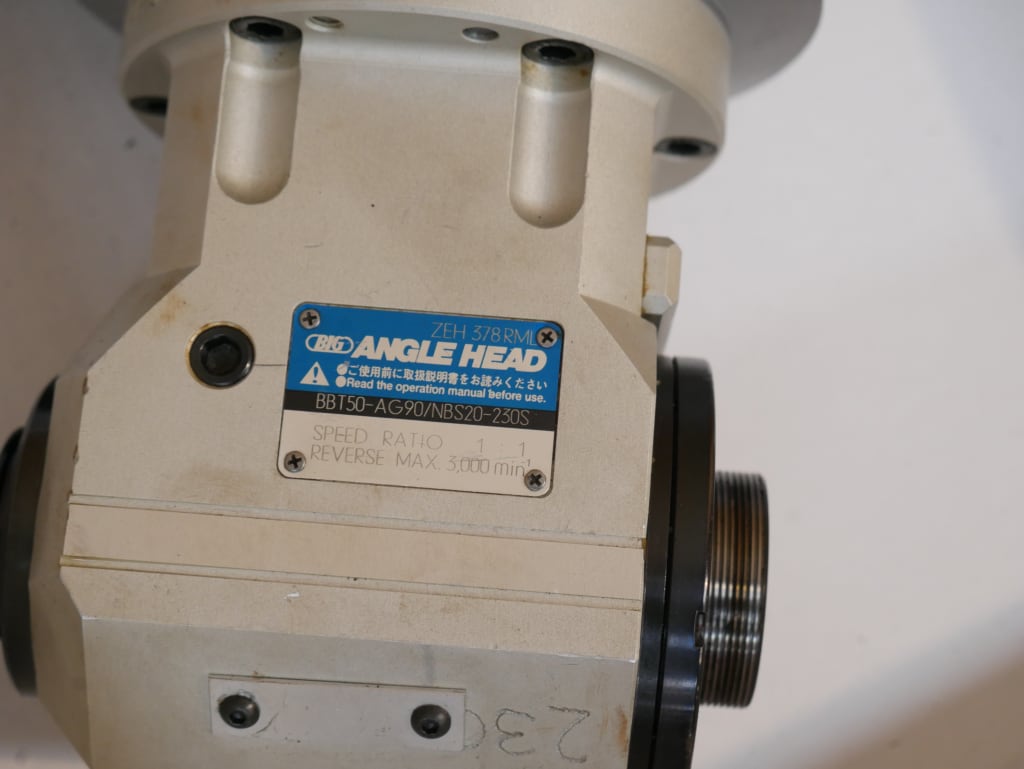 ZEH 378RML
BIG ANGLE HEAD
●ご使用前に取扱説明書をお読みください
●Read the operation manual before use.
BBT50-AG90/NBS20-230S
SPEED RATIO 1 : 1
REVERSE MAX. 3,000 min⁻¹
230